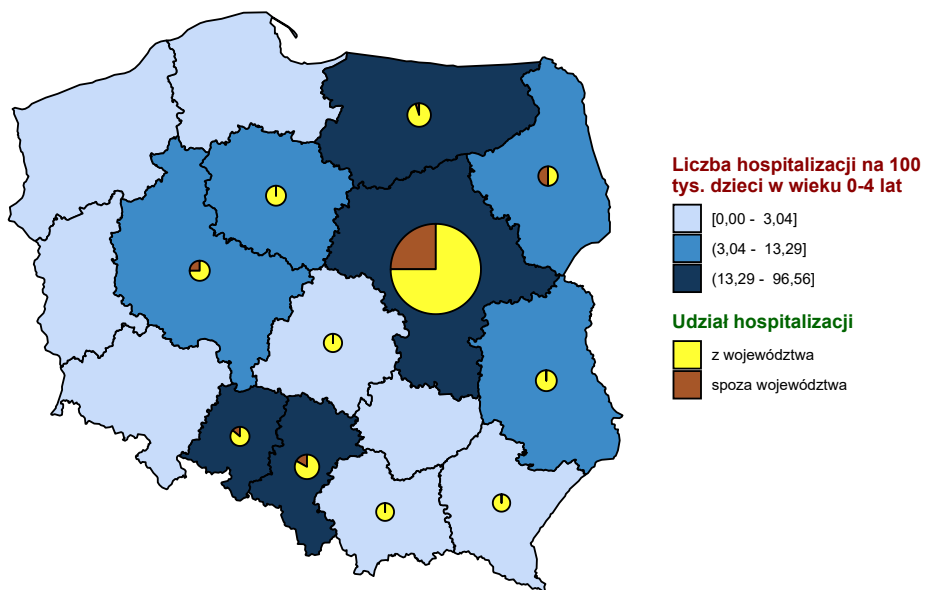 Liczba hospitalizacji na 100
tys. dzieci w wieku 0-4 lat
[0,00 - 3,04]
(3,04 - 13,29]
(13,29 - 96,56]
Udział hospitalizacji
z województwa
spoza województwa